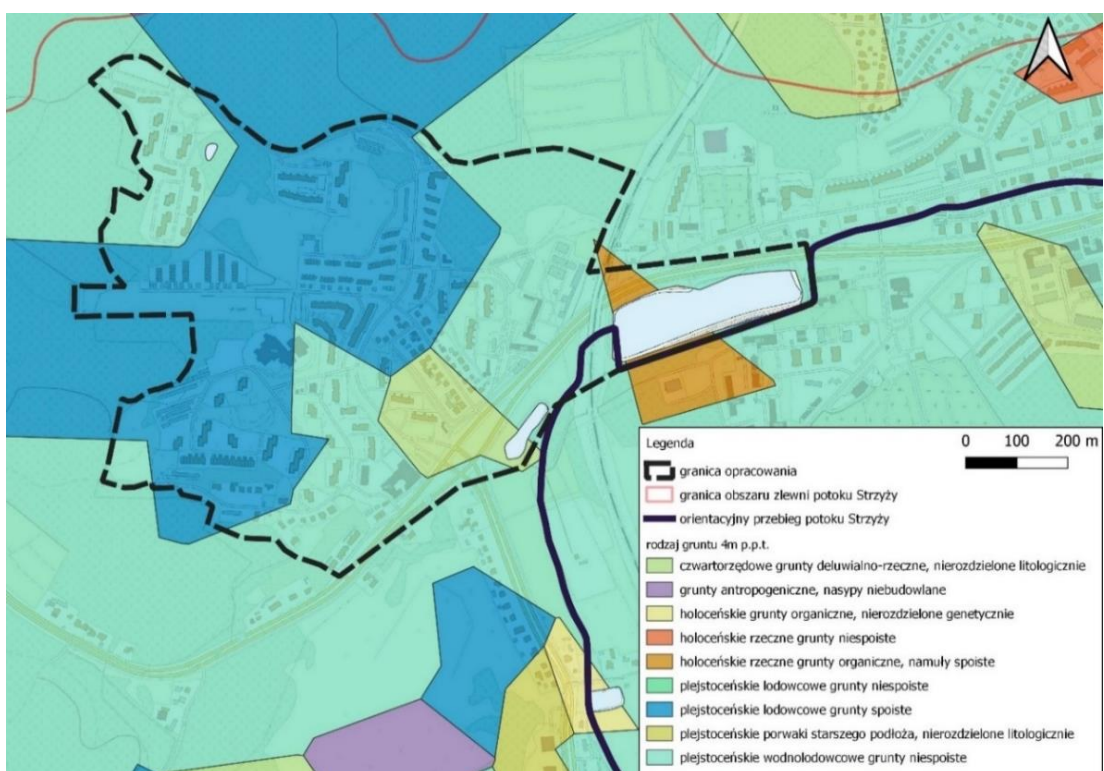 Legenda
0 100 200 m
granica opracowania
granica obszaru zlewni potoku Strzyży
orientacyjny przebieg potoku Strzyży
rodzaj gruntu 4m p.p.t.
czwartorzędowe grunty deluwialno-rzeczne, nierozdzielone litologicznie
grunty antropogeniczne, nasypy niebudowlane
holoceńskie grunty organiczne, nierozdzielone genetycznie
holoceńskie rzeczne grunty niespoiste
holoceńskie rzeczne grunty organiczne, namuły spoiste
plejstoceńskie lodowcowe grunty niespoiste
plejstoceńskie lodowcowe grunty spoiste
plejstoceńskie porwaki starszego podłoża, nierozdzielone litologicznie
plejstoceńskie wodnolodowcowe grunty niespoiste